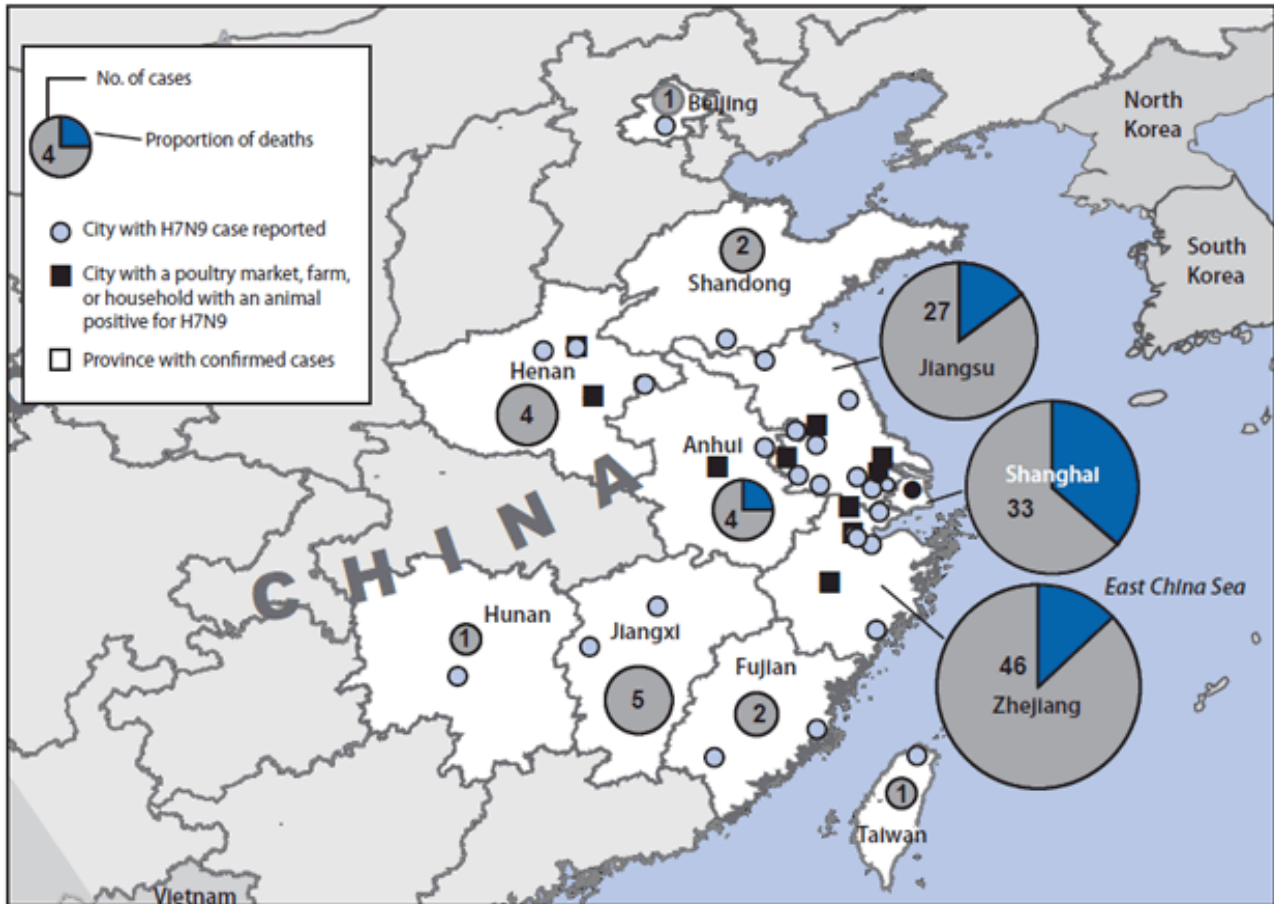 No. of cases
Proportion of deaths
4
City with H7N9 case reported
City with a poultry market, farm,
or household with an animal
positive for H7N9
Province with confirmed cases
1
Beijing
North
Korea
South
Korea
2
Shandong
27
Jiangsu
Henan
4
Anhui
4
Shanghai
33
CHINA
East China Sea
Hunan
1
Jiangxi
5
Fujian
2
46
Zhejiang
1
Taiwan
Vietnam